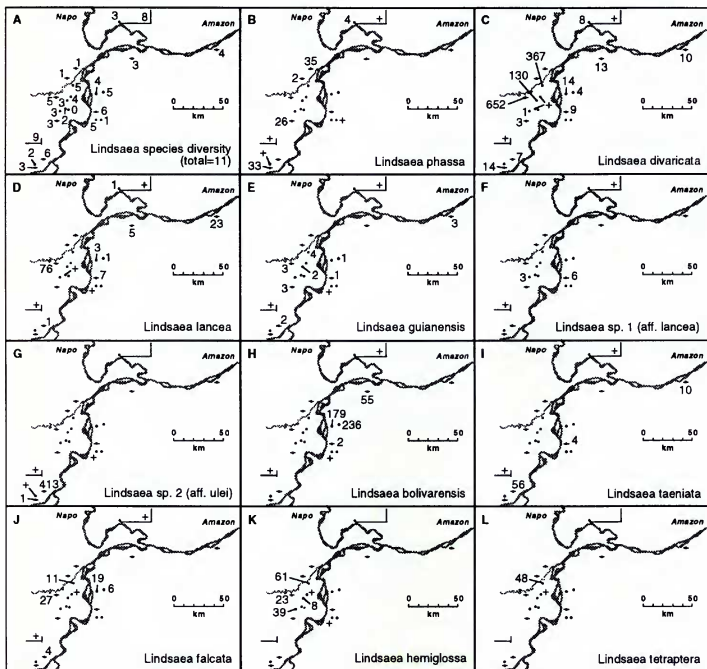 A Napo 3 8 Amazon
4
3
1
1
5 4
5 3 4 5
3 1 0
3 2 6
5 1
9
2 6
3
50
km
Lindsaea species diversity
(total=11)
B Napo 4 + Amazon
35
2
26
+
+
33
50
km
Lindsaea phassa
C Napo 8 + Amazon
10
13
367
130 14
652 4
+
1 9
3
7
14
50
km
Lindsaea divaricata
D Napo 1 + Amazon
23
5
3
76 1
+
7
+
+
1
50
km
Lindsaea lancea
E Napo Amazon
3
4
3 1
2 1
3
+
2
50
km
Lindsaea guianensis
F Napo + Amazon
+
3 6
+
50
km
Lindsaea sp. 1 (aff. lancea)
G Napo Amazon
+
+ 413
1
50
km
Lindsaea sp. 2 (aff. ulei)
H Napo + Amazon
55
179
236
2
+
50
km
Lindsaea bolivarensis
I Napo + Amazon
10
4
56
50
km
Lindsaea taeniata
J Napo + Amazon
11 19
27 + 6
4
50
km
Lindsaea falcata
K Napo + Amazon
61
23 +
39 8
+
50
km
Lindsaea hemiglossa
L Napo Amazon
48
50
km
Lindsaea tetraptera